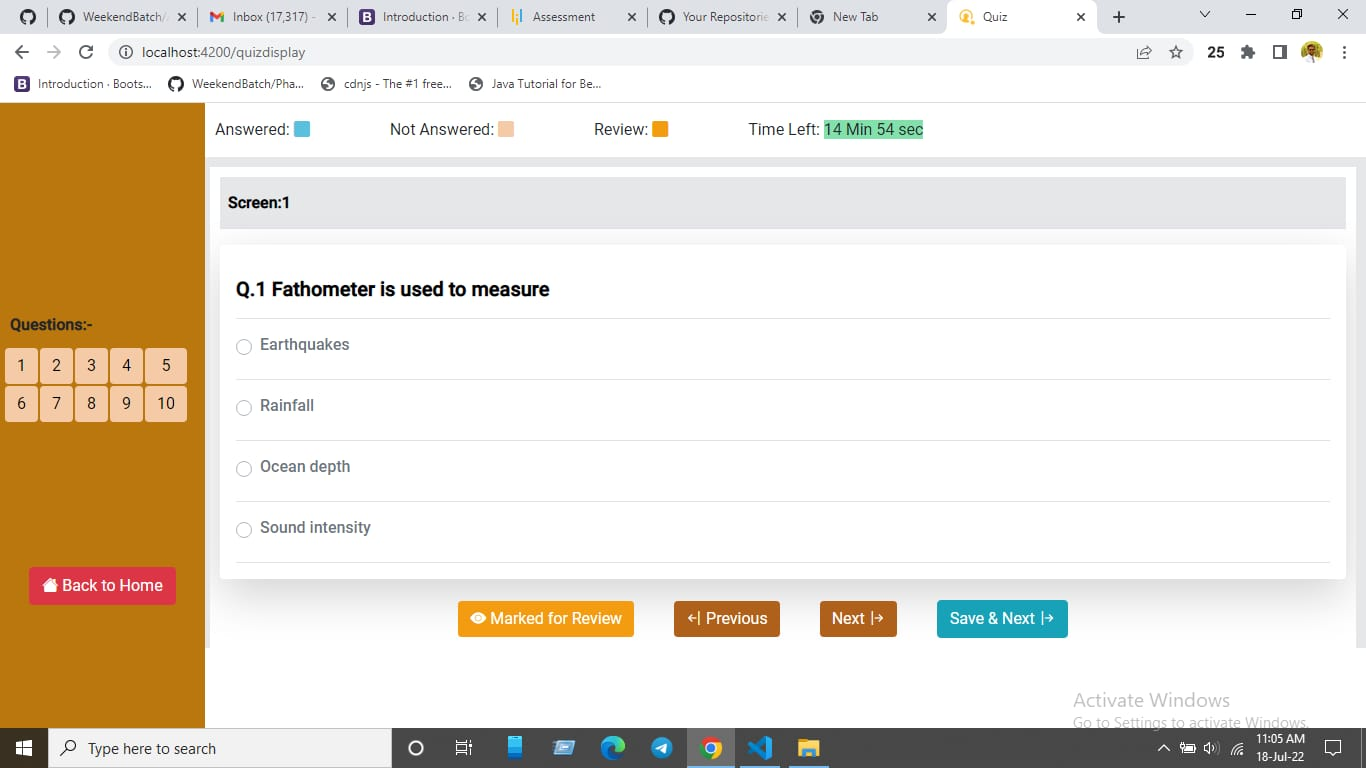 WeekendBatch/
Inbox (17,317) -
Introduction · Bo
Assessment
Your Repositorie
New Tab
Quiz
localhost:4200/quizdisplay
25
B Introduction · Boots...
WeekendBatch/Pha...
cdnjs - The #1 free...
Java Tutorial for Be...
Answered:
Not Answered:
Review:
Time Left: 14 Min 54 sec
Screen:1
Q.1 Fathometer is used to measure
Earthquakes
Rainfall
Ocean depth
Sound intensity
Questions:-
1 2 3 4 5
6 7 8 9 10
Back to Home
Marked for Review
Previous
Next
Save & Next
Activate Windows
Go to Settings to activate Windows.
Type here to search
11:05 AM
18-Jul-22